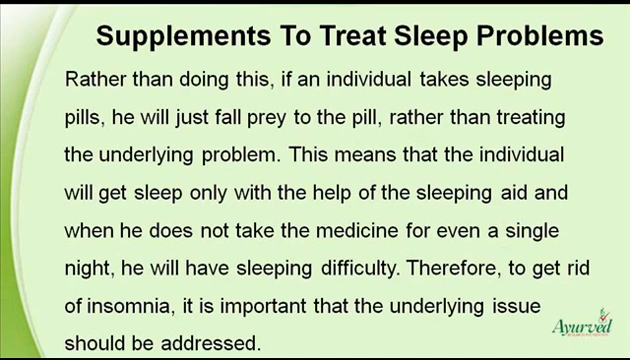 Supplements To Treat Sleep Problems
Rather than doing this, if an individual takes sleeping
pills, he will just fall prey to the pill, rather than treating
the underlying problem. This means that the individual
will get sleep only with the help of the sleeping aid and
when he does not take the medicine for even a single
night, he will have sleeping difficulty. Therefore, to get rid
of insomnia, it is important that the underlying issue
should be addressed.
Ayurved